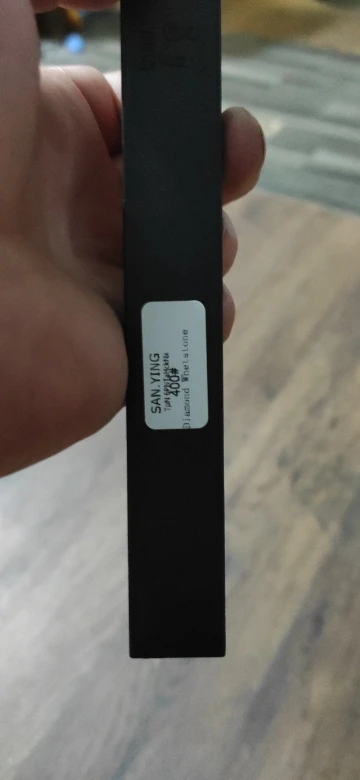 SAN.YING
400#
Diamond Whetstone